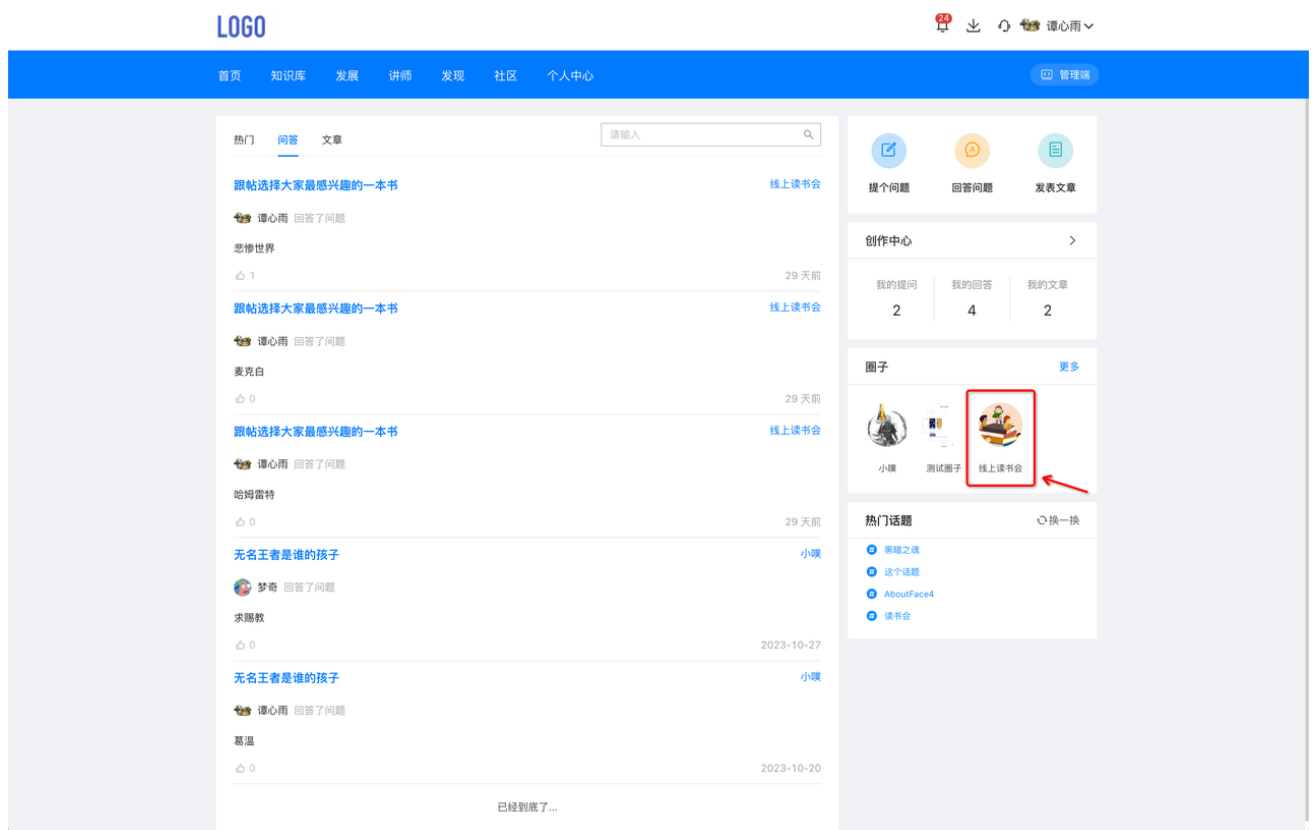 LOGO
24
谭心雨
首页 知识库 发展 讲师 发现 社区 个人中心
管理端
热门 问答 文章
请输入
跟帖选择大家最感兴趣的一本书 线上读书会
谭心雨 回答了问题
悲惨世界
1 29 天前
跟帖选择大家最感兴趣的一本书 线上读书会
谭心雨 回答了问题
麦克白
0 29 天前
跟帖选择大家最感兴趣的一本书 线上读书会
谭心雨 回答了问题
哈姆雷特
0 29 天前
无名王者是谁的孩子 小噗
梦奇 回答了问题
求赐教
0 2023-10-27
无名王者是谁的孩子 小噗
谭心雨 回答了问题
葛温
0 2023-10-20
已经到底了...
提个问题 回答问题 发表文章
创作中心
我的提问 我的回答 我的文章
2 4 2
圈子 更多
小噗 测试圈子 线上读书会
热门话题 换一换
# 黑暗之魂
# 这个话题
# AboutFace4
# 读书会